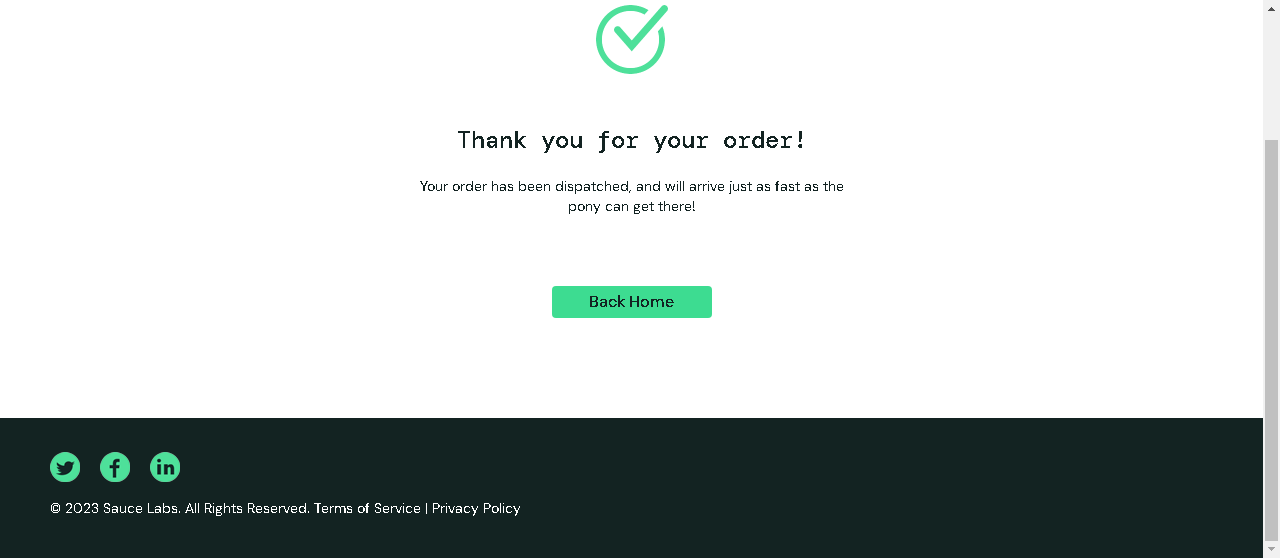 Thank you for your order!
Your order has been dispatched, and will arrive just as fast as the
pony can get there!
Back Home
© 2023 Sauce Labs. All Rights Reserved. Terms of Service | Privacy Policy